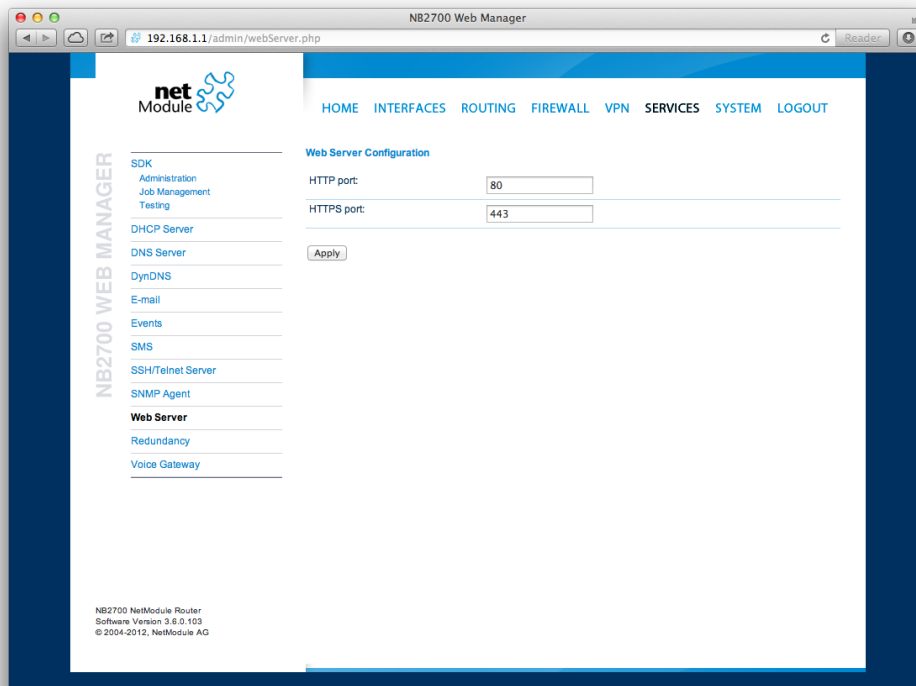 NB2700 Web Manager
192.168.1.1/admin/webServer.php
Reader
net
Module
HOME INTERFACES ROUTING FIREWALL VPN SERVICES SYSTEM LOGOUT
NB2700 WEB MANAGER
SDK
Administration
Job Management
Testing
DHCP Server
DNS Server
DynDNS
E-mail
Events
SMS
SSH/Telnet Server
SNMP Agent
Web Server
Redundancy
Voice Gateway
Web Server Configuration
HTTP port: 80
HTTPS port: 443
Apply
NB2700 NetModule Router
Software Version 3.6.0.103
© 2004-2012, NetModule AG